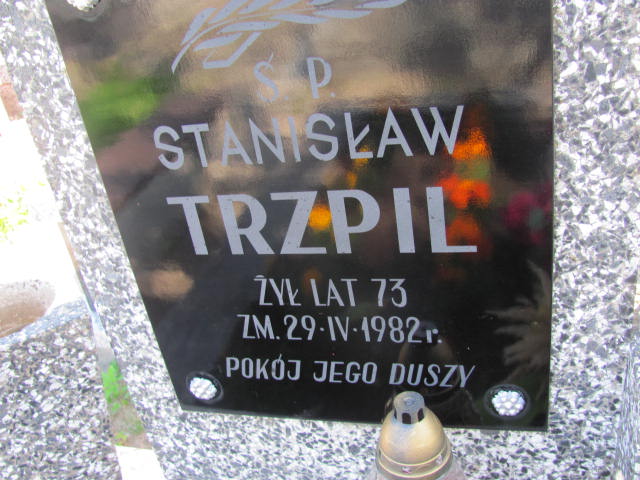 Ś. P.
STANISŁAW
TRZPIL
ŻYŁ LAT 73
ZM. 29·IV·1982 r.
POKÓJ JEGO DUSZY